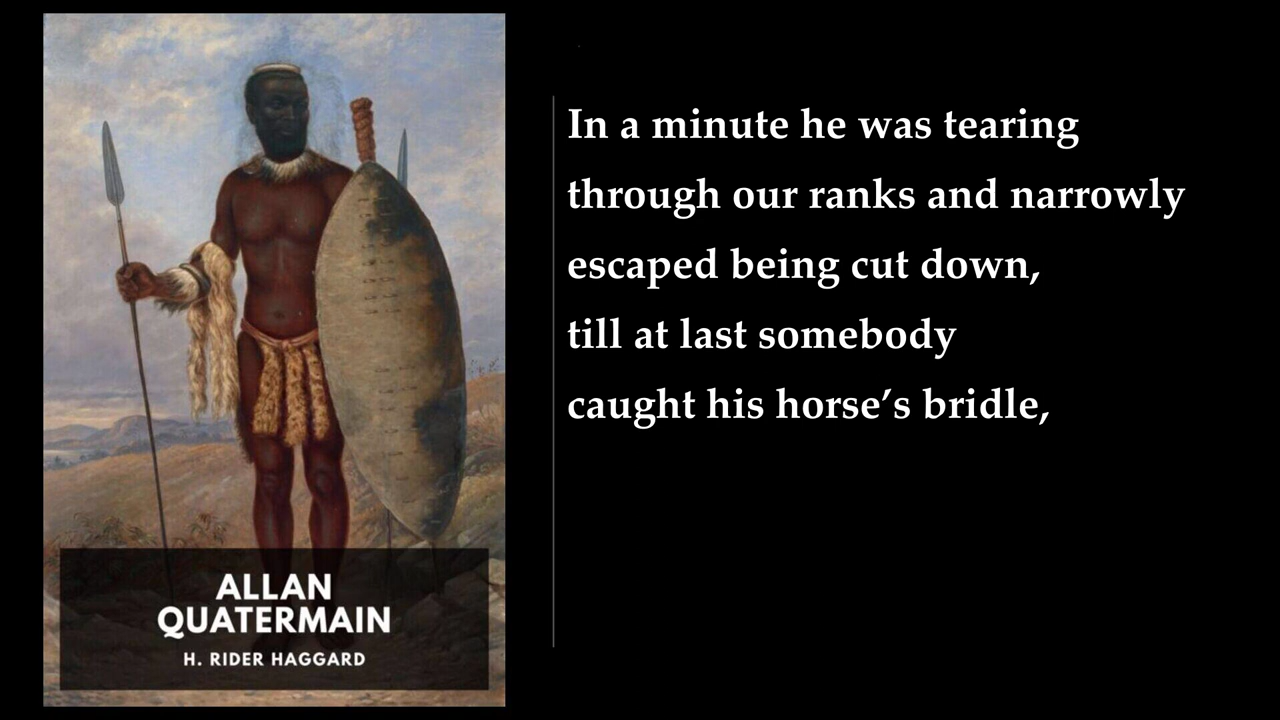 ALLAN
QUATERMAIN
H. RIDER HAGGARD
In a minute he was tearing
through our ranks and narrowly
escaped being cut down,
till at last somebody
caught his horse’s bridle,